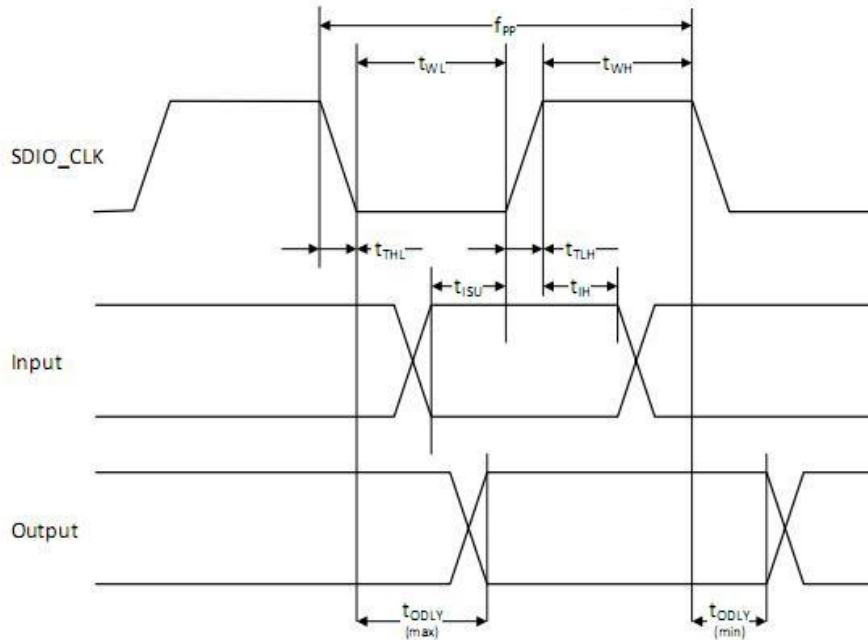 fPP
tWL
tWH
SDIO_CLK
tTHL
tTLH
tISU
tIH
Input
Output
tODLY
(max)
tODLY
(min)